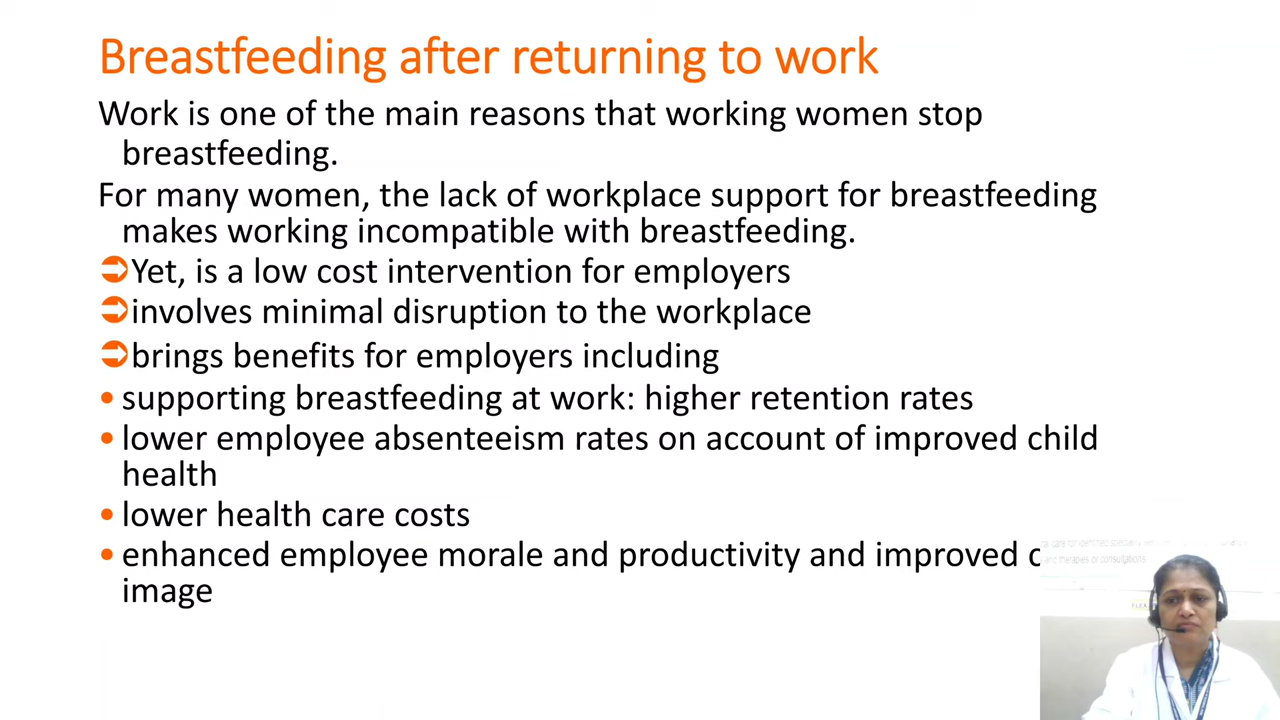 Breastfeeding after returning to work
Work is one of the main reasons that working women stop
breastfeeding.
For many women, the lack of workplace support for breastfeeding
makes working incompatible with breastfeeding.
Yet, is a low cost intervention for employers
involves minimal disruption to the workplace
brings benefits for employers including
• supporting breastfeeding at work: higher retention rates
• lower employee absenteeism rates on account of improved child
health
• lower health care costs
• enhanced employee morale and productivity and improved
image
and therapies or consultations